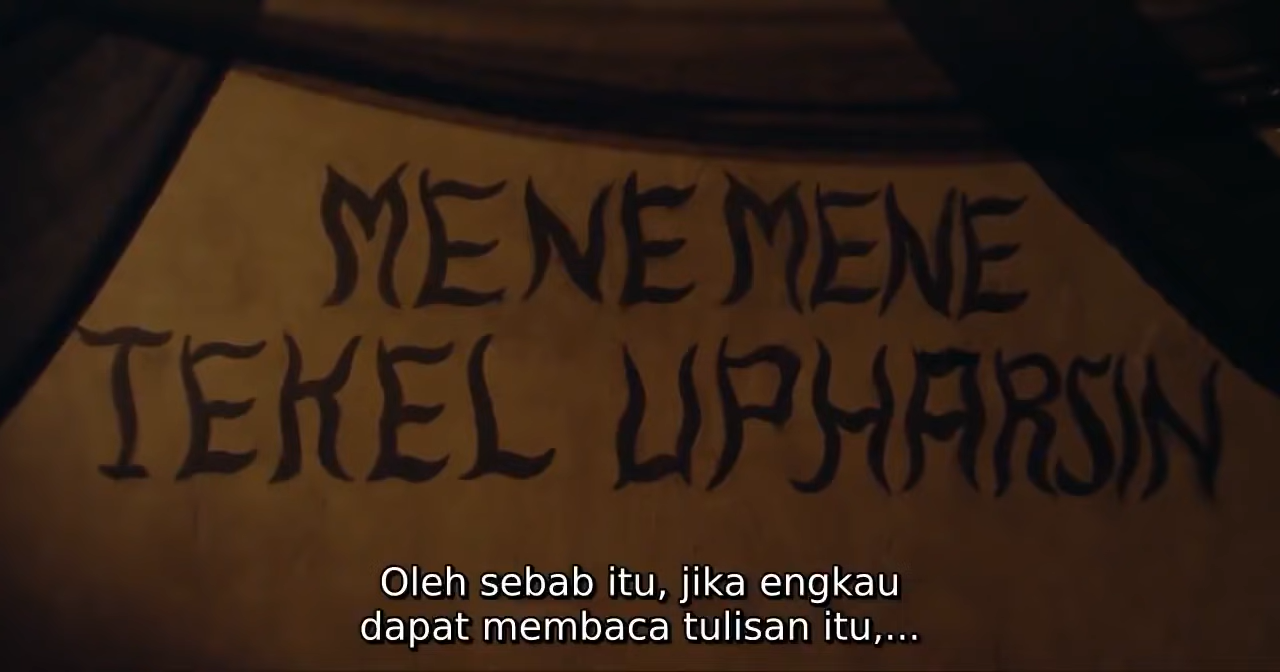 MENE MENE
TEKEL UPHARSIN
Oleh sebab itu, jika engkau
dapat membaca tulisan itu,...